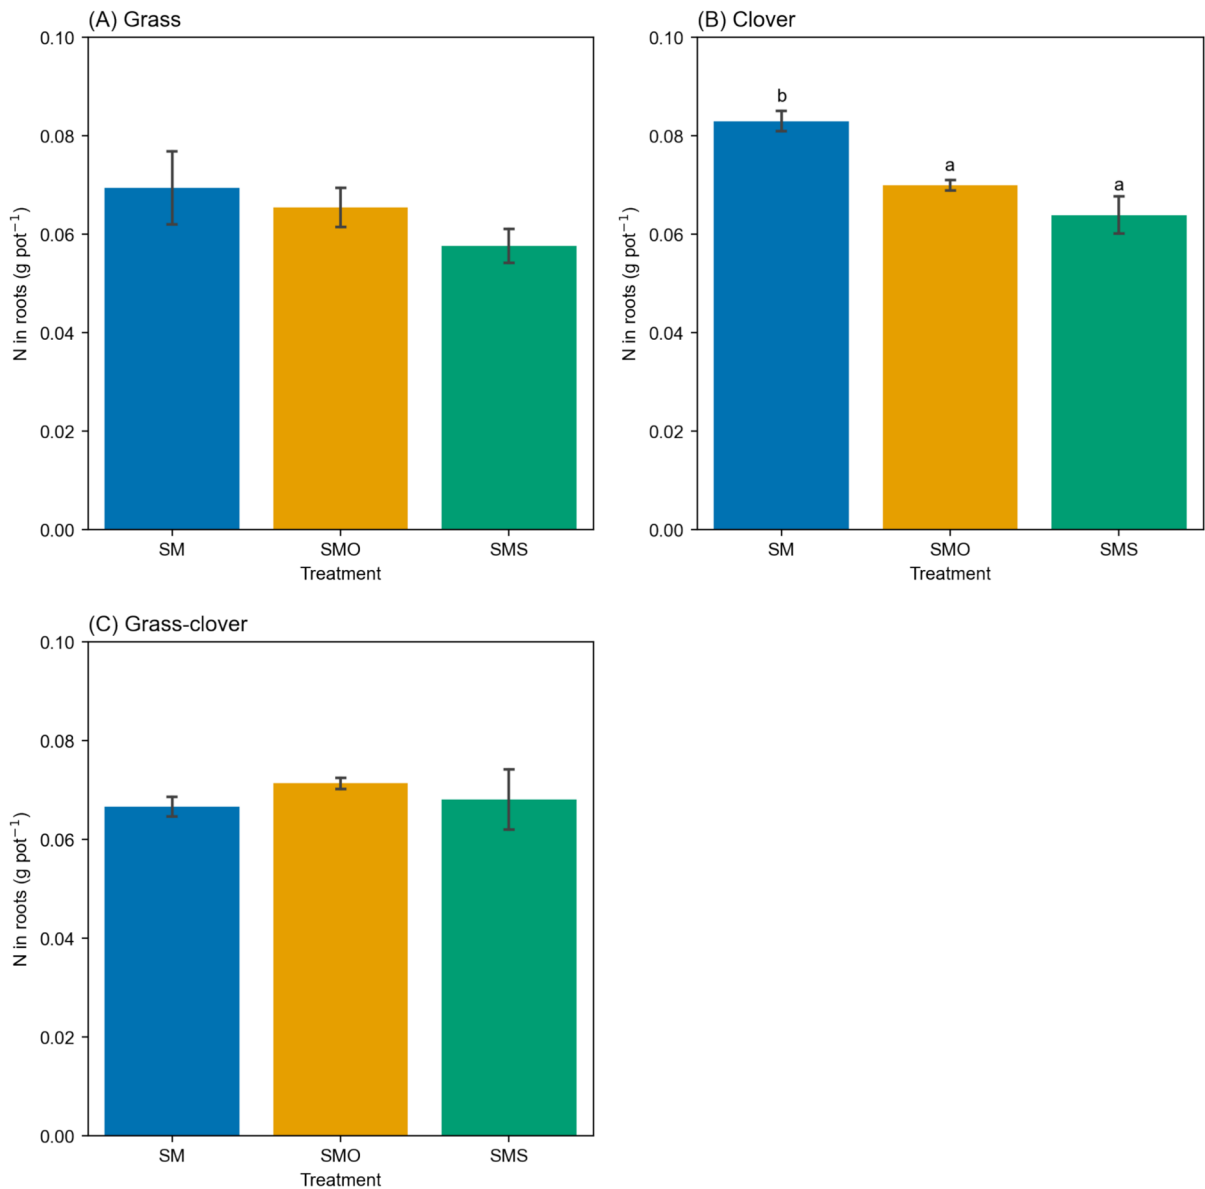 (A) Grass
0.10
0.08
0.06
0.04
0.02
0.00
N in roots (g pot⁻¹)
SM SMO SMS
Treatment
(B) Clover
0.10
0.08
0.06
0.04
0.02
0.00
N in roots (g pot⁻¹)
b
a
a
SM SMO SMS
Treatment
(C) Grass-clover
0.10
0.08
0.06
0.04
0.02
0.00
N in roots (g pot⁻¹)
SM SMO SMS
Treatment